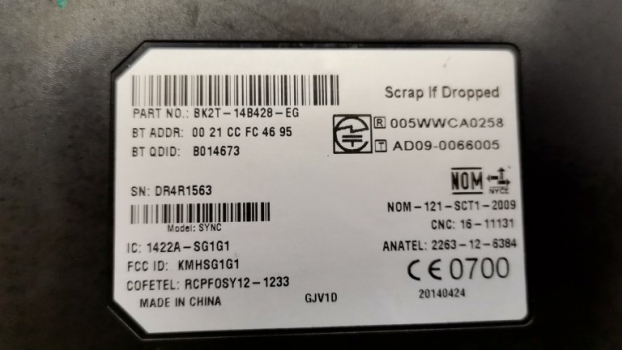 Scrap If Dropped
PART NO.: BK2T-14B428-EG
BT ADDR: 00 21 CC FC 46 95
BT QDID: B014673
R 005WWCA0258
T AD09-0066005
NOM
NYCE
SN: DR4R1563
Model: SYNC
NOM-121-SCT1-2009
CNC: 16-11131
IC: 1422A-SG1G1
ANATEL: 2263-12-6384
FCC ID: KMHSG1G1
CE 0700
COFETEL: RCPFOSY12-1233
MADE IN CHINA
GJV1D
20140424